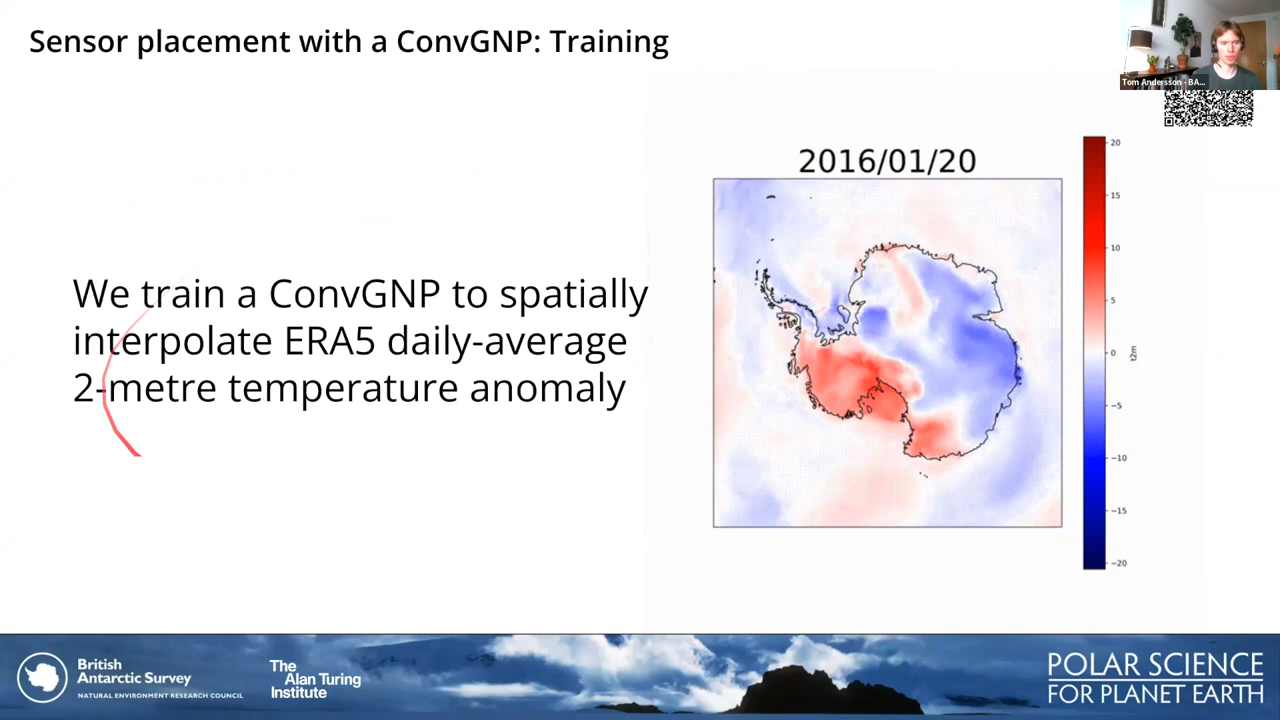 Sensor placement with a ConvGNP: Training
Tom Andersson - BA...
2016/01/20
We train a ConvGNP to spatially
interpolate ERA5 daily-average
2-metre temperature anomaly
20
15
10
5
0
−5
−10
−15
−20
t2m
British
Antarctic Survey
NATURAL ENVIRONMENT RESEARCH COUNCIL
The
Alan Turing
Institute
POLAR SCIENCE
FOR PLANET EARTH